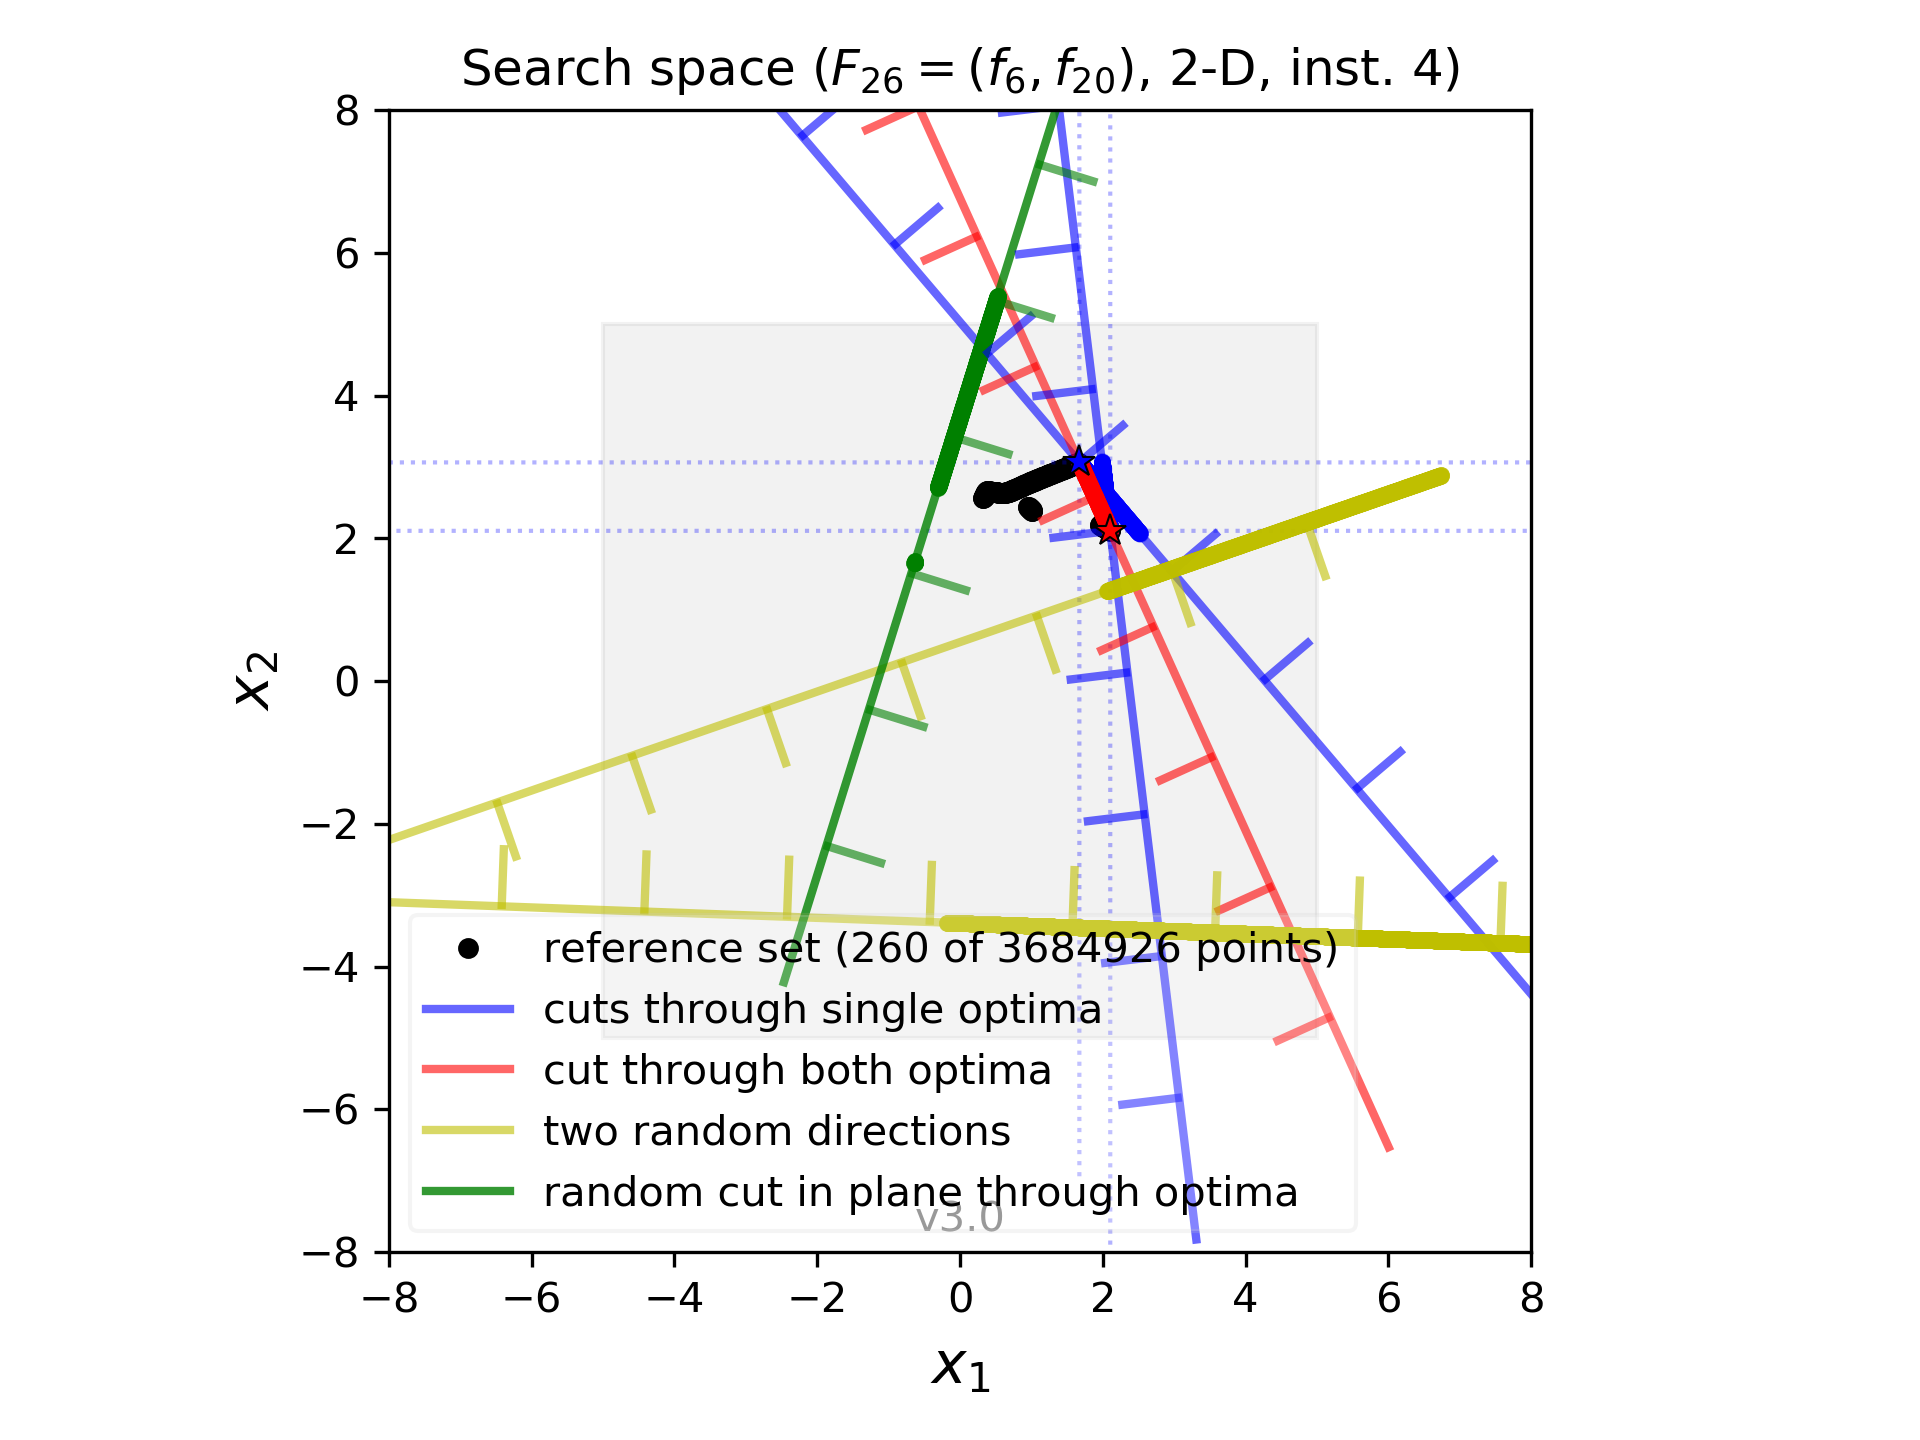 Search space (F₂₆ = (f₆, f₂₀), 2-D, inst. 4)
8
6
4
2
0
−2
−4
−6
−8
x₂
reference set (260 of 3684926 points)
cuts through single optima
cut through both optima
two random directions
random cut in plane through optima
v3.0
−8 −6 −4 −2 0 2 4 6 8
x₁